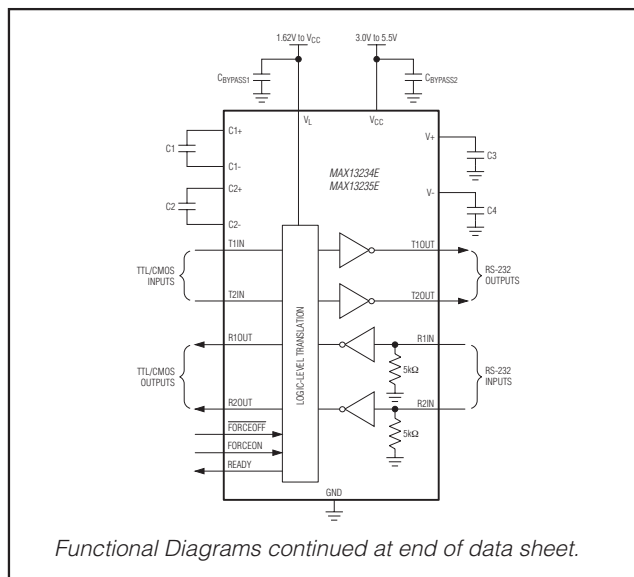 1.62V to VCC
3.0V to 5.5V
CBYPASS1
CBYPASS2
VL
VCC
C1+
V+
C1
C3
C1-
MAX13234E
MAX13235E
C2+
V-
C2
C4
C2-
T1IN
T1OUT
TTL/CMOS
INPUTS
RS-232
OUTPUTS
T2IN
T2OUT
LOGIC-LEVEL TRANSLATION
R1OUT
R1IN
5kΩ
TTL/CMOS
OUTPUTS
RS-232
INPUTS
R2OUT
R2IN
5kΩ
FORCEOFF
FORCEON
READY
GND
Functional Diagrams continued at end of data sheet.